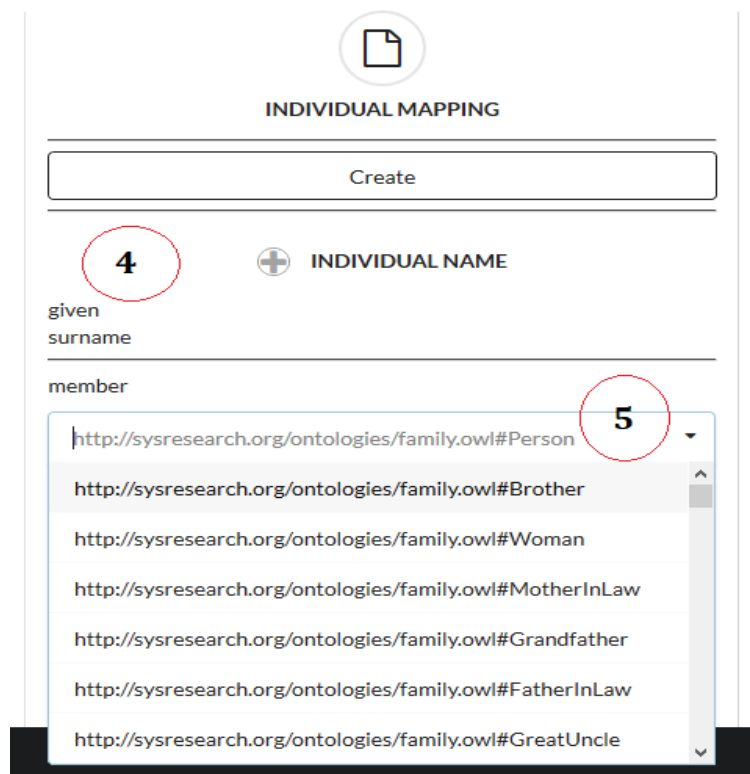 INDIVIDUAL MAPPING
Create
4
INDIVIDUAL NAME
given
surname
member
5
http://sysresearch.org/ontologies/family.owl#Person
http://sysresearch.org/ontologies/family.owl#Brother
http://sysresearch.org/ontologies/family.owl#Woman
http://sysresearch.org/ontologies/family.owl#MotherInLaw
http://sysresearch.org/ontologies/family.owl#Grandfather
http://sysresearch.org/ontologies/family.owl#FatherInLaw
http://sysresearch.org/ontologies/family.owl#GreatUncle